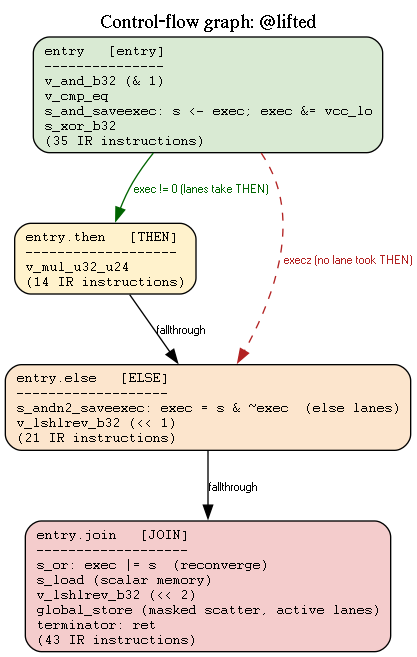 Control-flow graph: @lifted
entry   [entry]
----------------
v_and_b32 (& 1)
v_cmp_eq
s_and_saveexec: s <- exec; exec &= vcc_lo
s_xor_b32
(35 IR instructions)
exec != 0 (lanes take THEN)
entry.then   [THEN]
-------------------
v_mul_u32_u24
(14 IR instructions)
execz (no lane took THEN)
fallthrough
entry.else   [ELSE]
-------------------
s_andn2_saveexec: exec = s & ~exec  (else lanes)
v_lshlrev_b32 (<< 1)
(21 IR instructions)
fallthrough
entry.join   [JOIN]
-------------------
s_or: exec |= s  (reconverge)
s_load (scalar memory)
v_lshlrev_b32 (<< 2)
global_store (masked scatter, active lanes)
terminator: ret
(43 IR instructions)